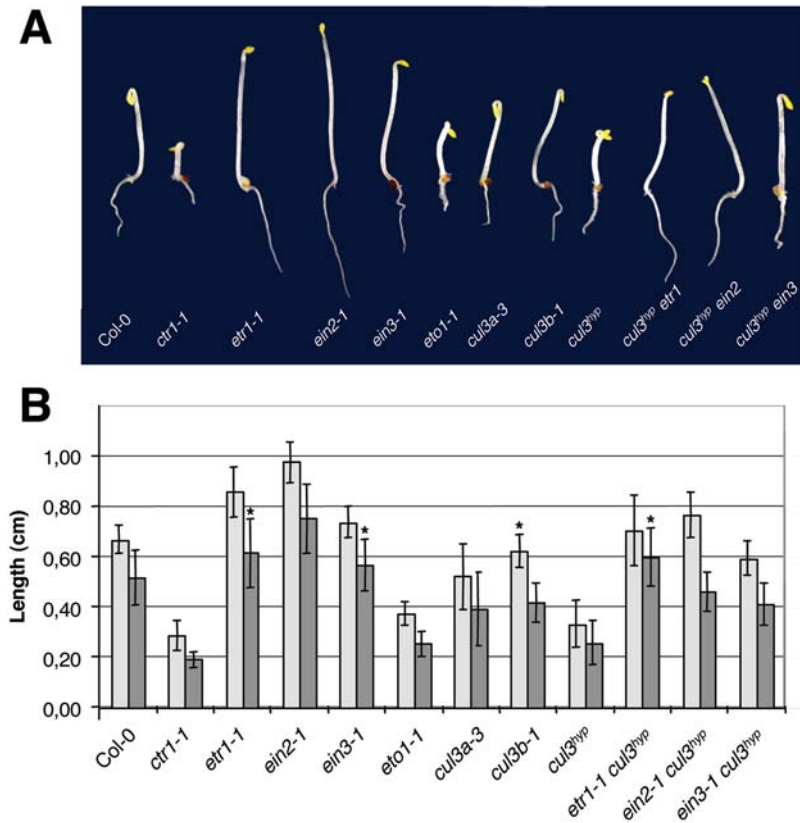 A
Col-0
ctr1-1
etr1-1
ein2-1
ein3-1
eto1-1
cul3a-3
cul3b-1
cul3hyp
cul3hyp etr1
cul3hyp ein2
cul3hyp ein3
B
Length (cm)
1,00
0,80
0,60
0,40
0,20
0,00
*
*
*
*
Col-0
ctr1-1
etr1-1
ein2-1
ein3-1
eto1-1
cul3a-3
cul3b-1
cul3hyp
etr1-1 cul3hyp
ein2-1 cul3hyp
ein3-1 cul3hyp